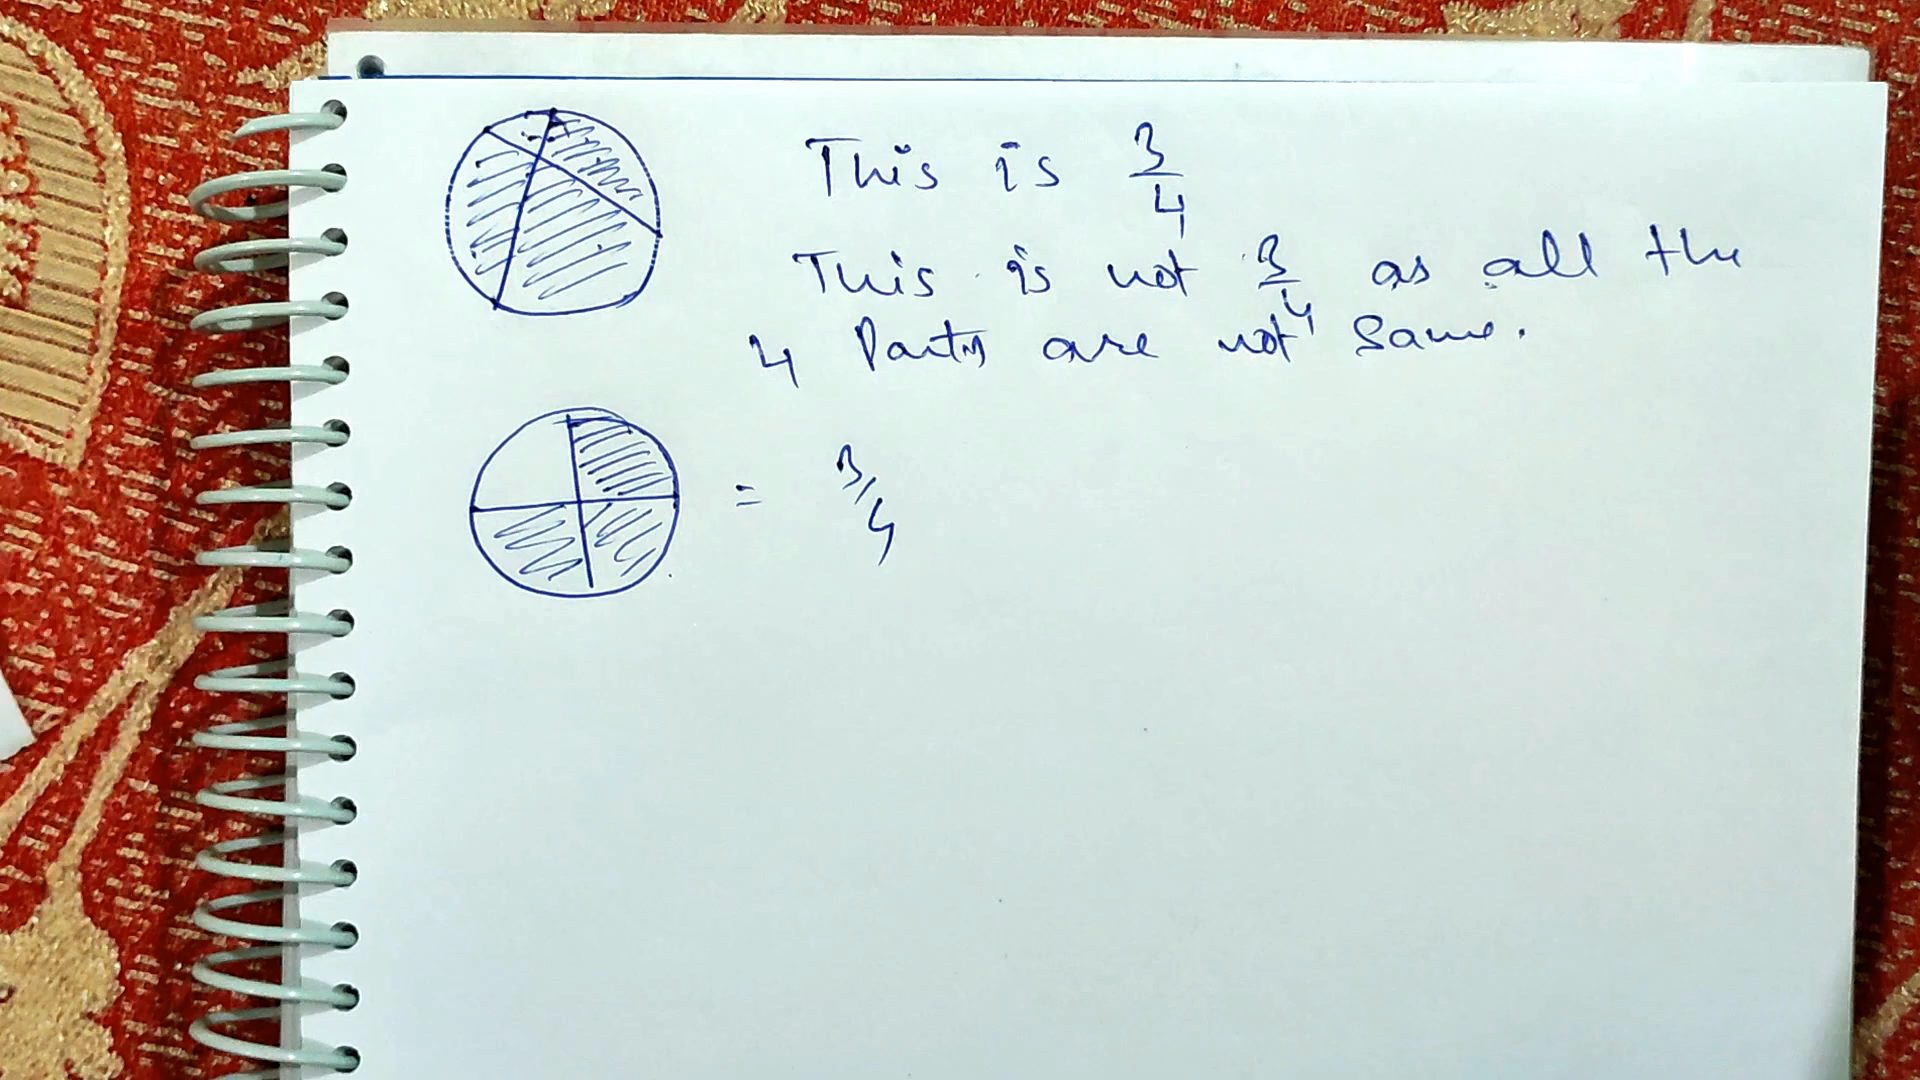 This is 3/4
This is not 3/4 as all the
4 Parts are not same.
= 3/4